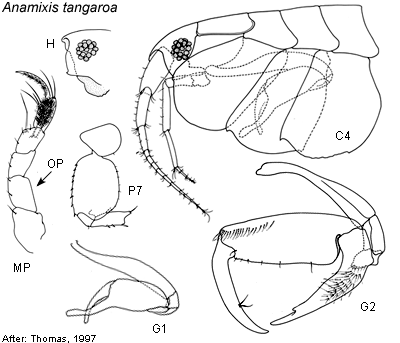 Anamixis tangaroa
H
C4
OP
P7
MP
G1
G2
After: Thomas, 1997